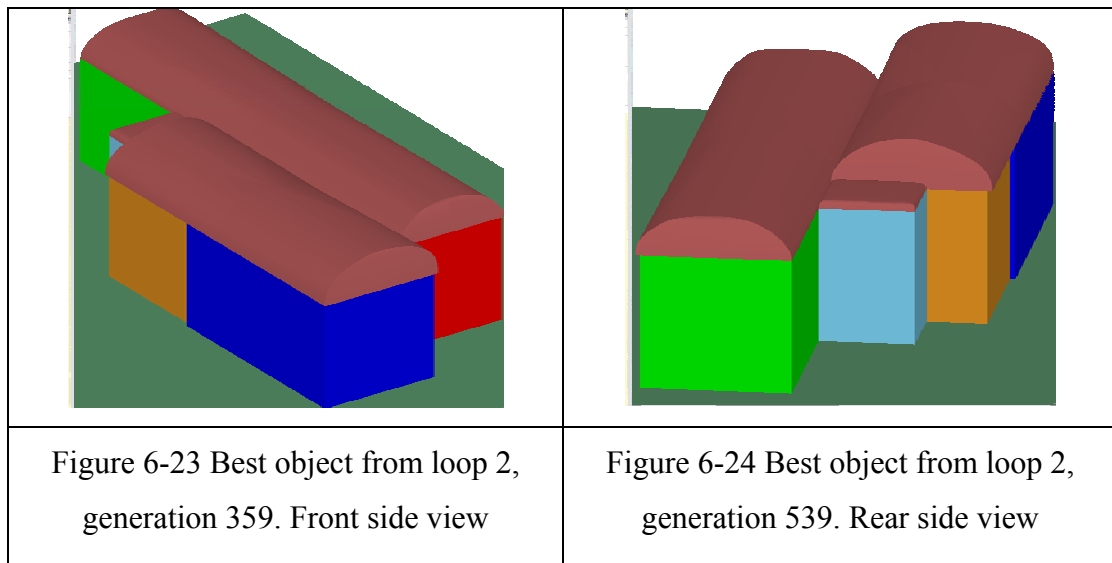 Figure 6-23 Best object from loop 2,
generation 359. Front side view
Figure 6-24 Best object from loop 2,
generation 539. Rear side view